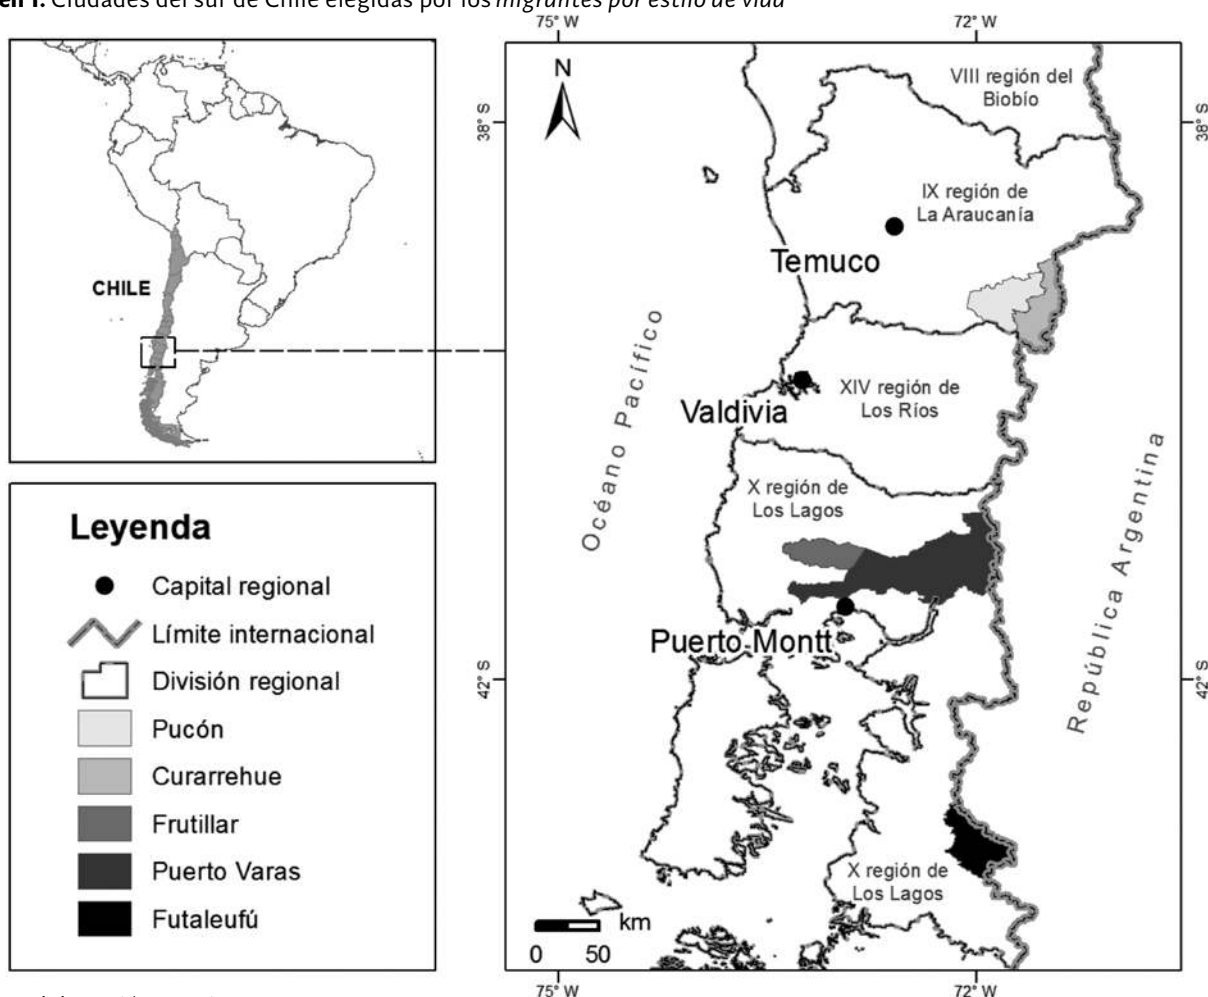 Ciudades del sur de Chile elegidas por los migrantes por estilo de vida
75° W
72° W
N
VIII región del
Biobío
38° S
38° S
IX región de
La Araucanía
Temuco
CHILE
Océano Pacífico
XIV región de
Los Ríos
Valdivia
República Argentina
X región de
Los Lagos
Puerto Montt
42° S
42° S
X región de
Los Lagos
km
0 50
75° W
72° W
Leyenda
Capital regional
Límite internacional
División regional
Pucón
Curarrehue
Frutillar
Puerto Varas
Futaleufú